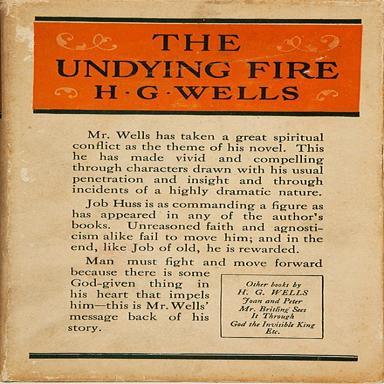 THE
UNDYING FIRE
H·G·WELLS
Mr. Wells has taken a great spiritual
conflict as the theme of his novel. This
he has made vivid and compelling
through characters drawn with his usual
penetration and insight and through
incidents of a highly dramatic nature.
Job Huss is as commanding a figure as
has appeared in any of the author's
books. Unreasoned faith and agnosti-
cism alike fail to move him; and in the
end, like Job of old, he is rewarded.
Man must fight and move forward
because there is some
God-given thing in
his heart that impels
him—this is Mr. Wells'
message back of his
story.
Other books by
H. G. WELLS
Joan and Peter
Mr. Britling Sees
It Through
God the Invisible King
Etc.